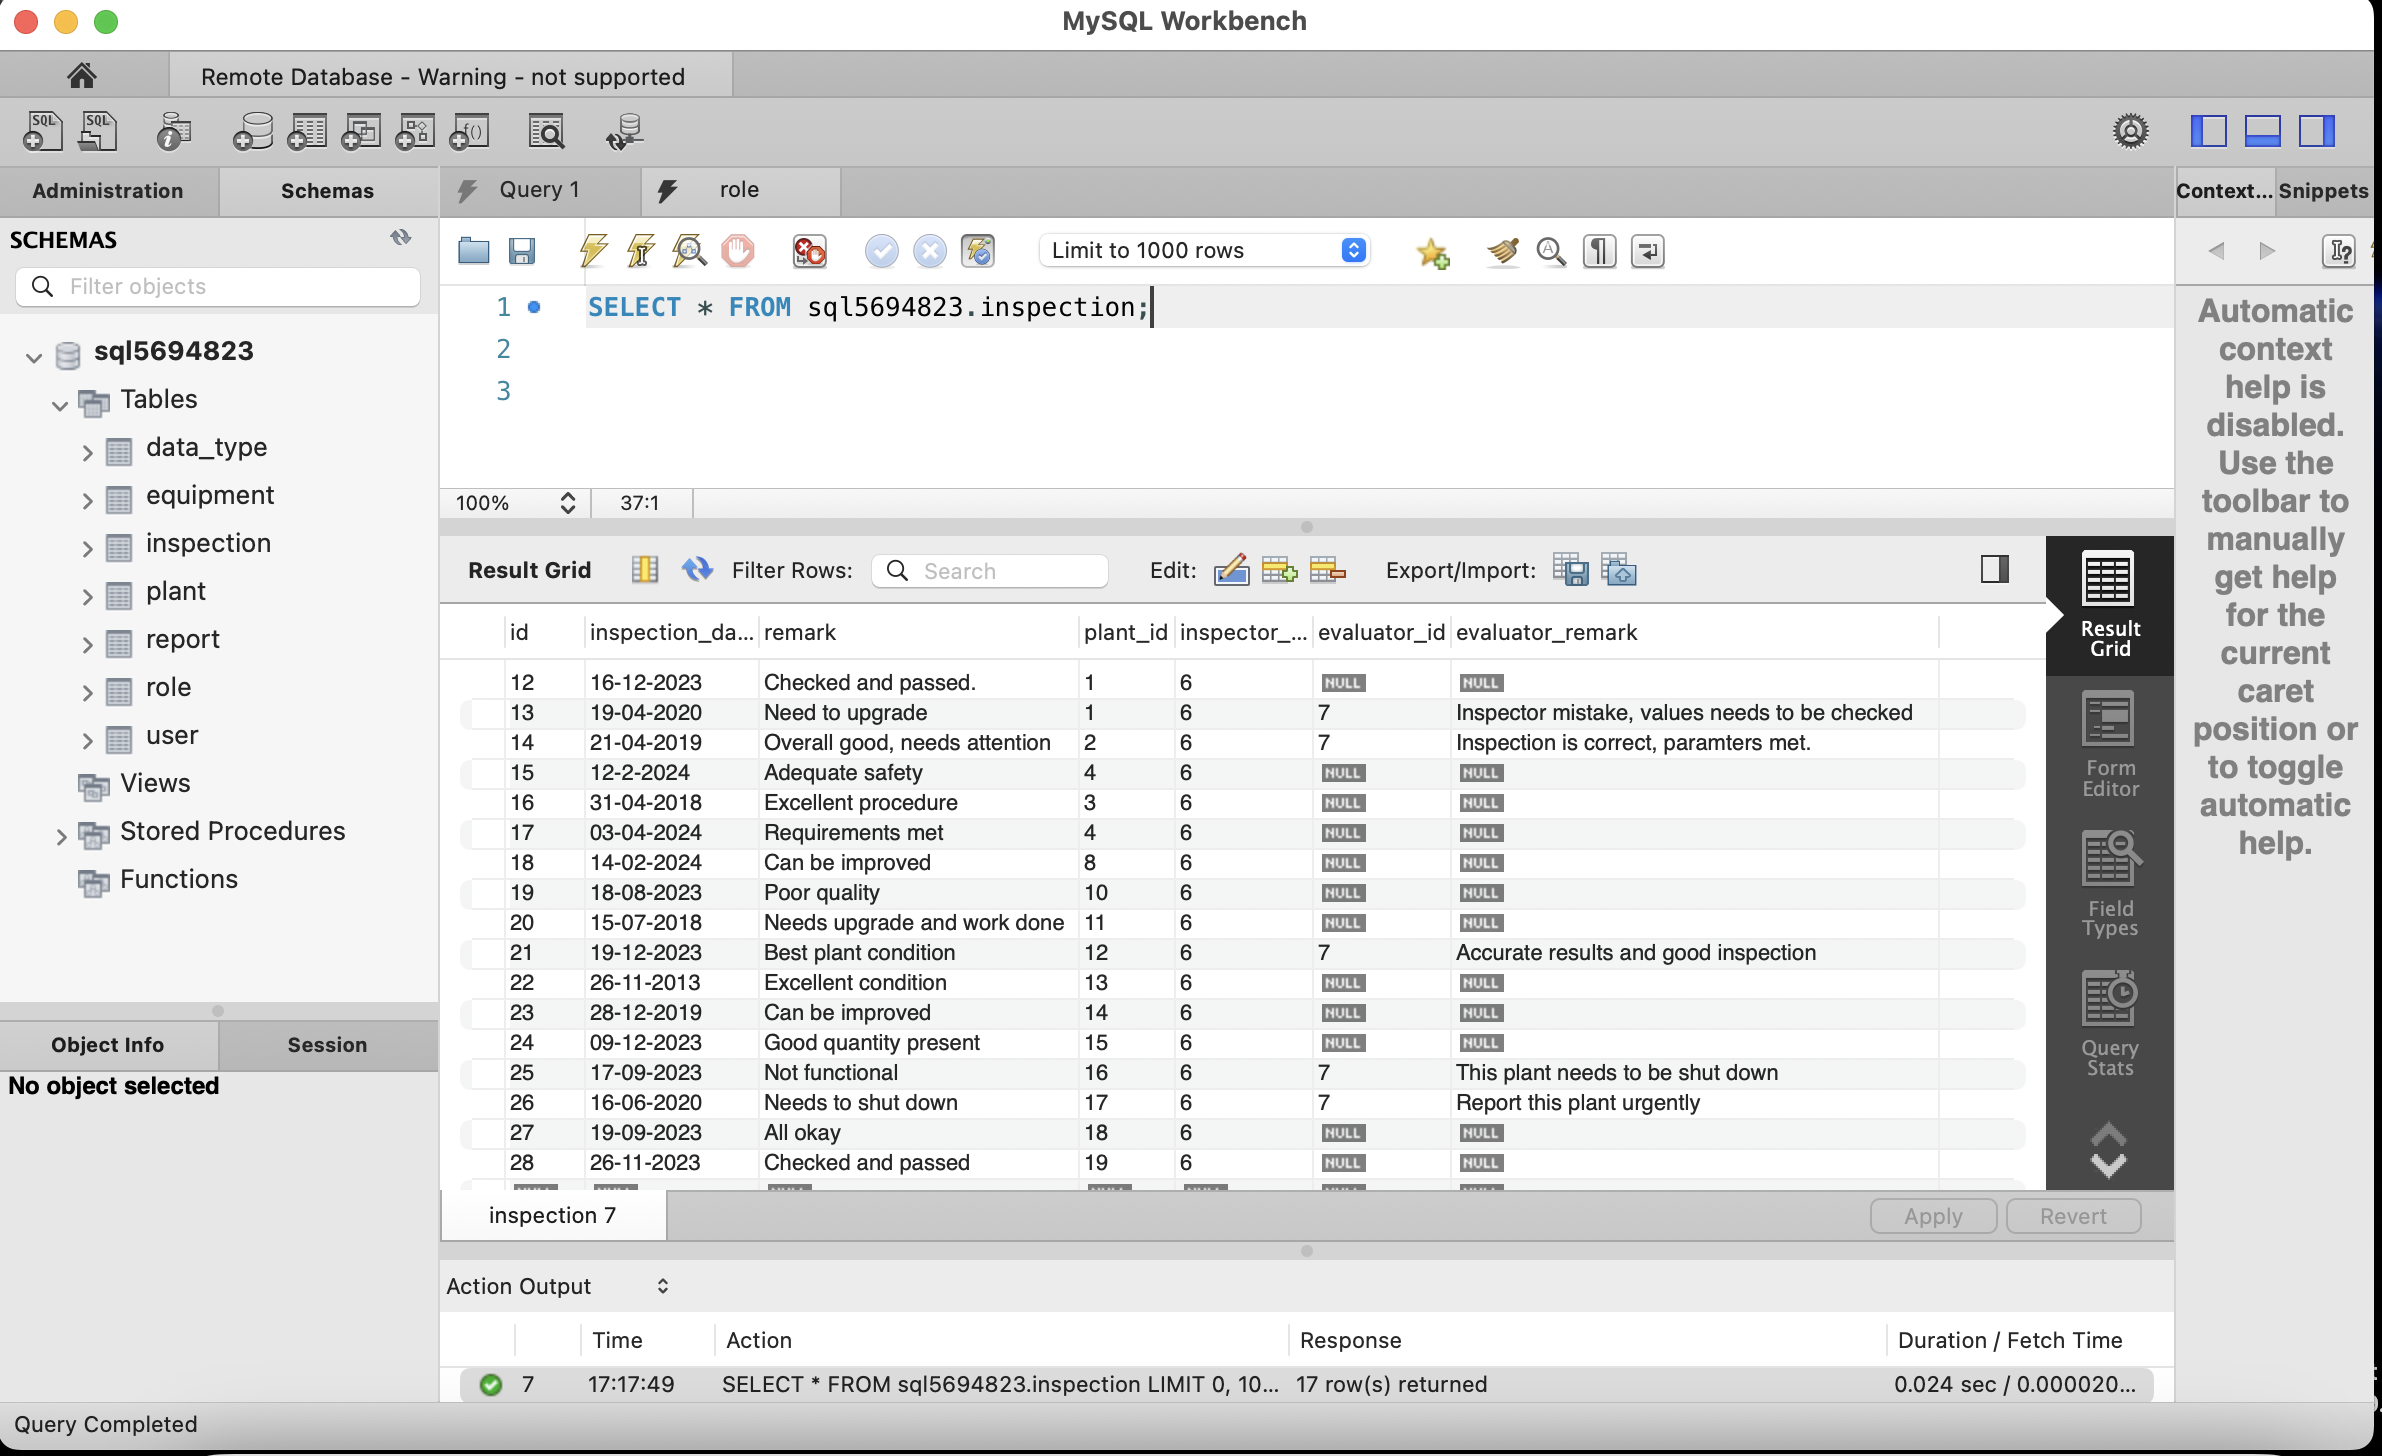 MySQL Workbench
Remote Database - Warning - not supported
Administration
Schemas
Query 1
role
Context...
Snippets
SCHEMAS
Filter objects
Limit to 1000 rows
1 SELECT * FROM sql5694823.inspection;
2
3
sql5694823
Tables
data_type
equipment
inspection
plant
report
role
user
Views
Stored Procedures
Functions
Object Info
Session
No object selected
100%
37:1
Result Grid
Filter Rows:
Search
Edit:
Export/Import:
id inspection_da... remark plant_id inspector_... evaluator_id evaluator_remark
12 16-12-2023 Checked and passed. 1 6 NULL NULL
13 19-04-2020 Need to upgrade 1 6 7 Inspector mistake, values needs to be checked
14 21-04-2019 Overall good, needs attention 2 6 7 Inspection is correct, paramters met.
15 12-2-2024 Adequate safety 4 6 NULL NULL
16 31-04-2018 Excellent procedure 3 6 NULL NULL
17 03-04-2024 Requirements met 4 6 NULL NULL
18 14-02-2024 Can be improved 8 6 NULL NULL
19 18-08-2023 Poor quality 10 6 NULL NULL
20 15-07-2018 Needs upgrade and work done 11 6 NULL NULL
21 19-12-2023 Best plant condition 12 6 7 Accurate results and good inspection
22 26-11-2013 Excellent condition 13 6 NULL NULL
23 28-12-2019 Can be improved 14 6 NULL NULL
24 09-12-2023 Good quantity present 15 6 NULL NULL
25 17-09-2023 Not functional 16 6 7 This plant needs to be shut down
26 16-06-2020 Needs to shut down 17 6 7 Report this plant urgently
27 19-09-2023 All okay 18 6 NULL NULL
28 26-11-2023 Checked and passed 19 6 NULL NULL
Result
Grid
Form
Editor
Field
Types
Query
Stats
inspection 7
Apply
Revert
Action Output
Time Action Response Duration / Fetch Time
7 17:17:49 SELECT * FROM sql5694823.inspection LIMIT 0, 10... 17 row(s) returned 0.024 sec / 0.000020...
Query Completed
Automatic
context
help is
disabled.
Use the
toolbar to
manually
get help
for the
current
caret
position or
to toggle
automatic
help.